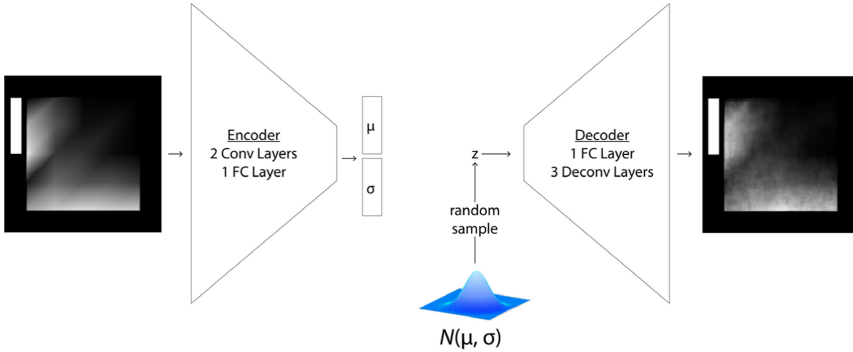 Encoder
2 Conv Layers
1 FC Layer
μ
σ
z
random
sample
N(μ, σ)
Decoder
1 FC Layer
3 Deconv Layers